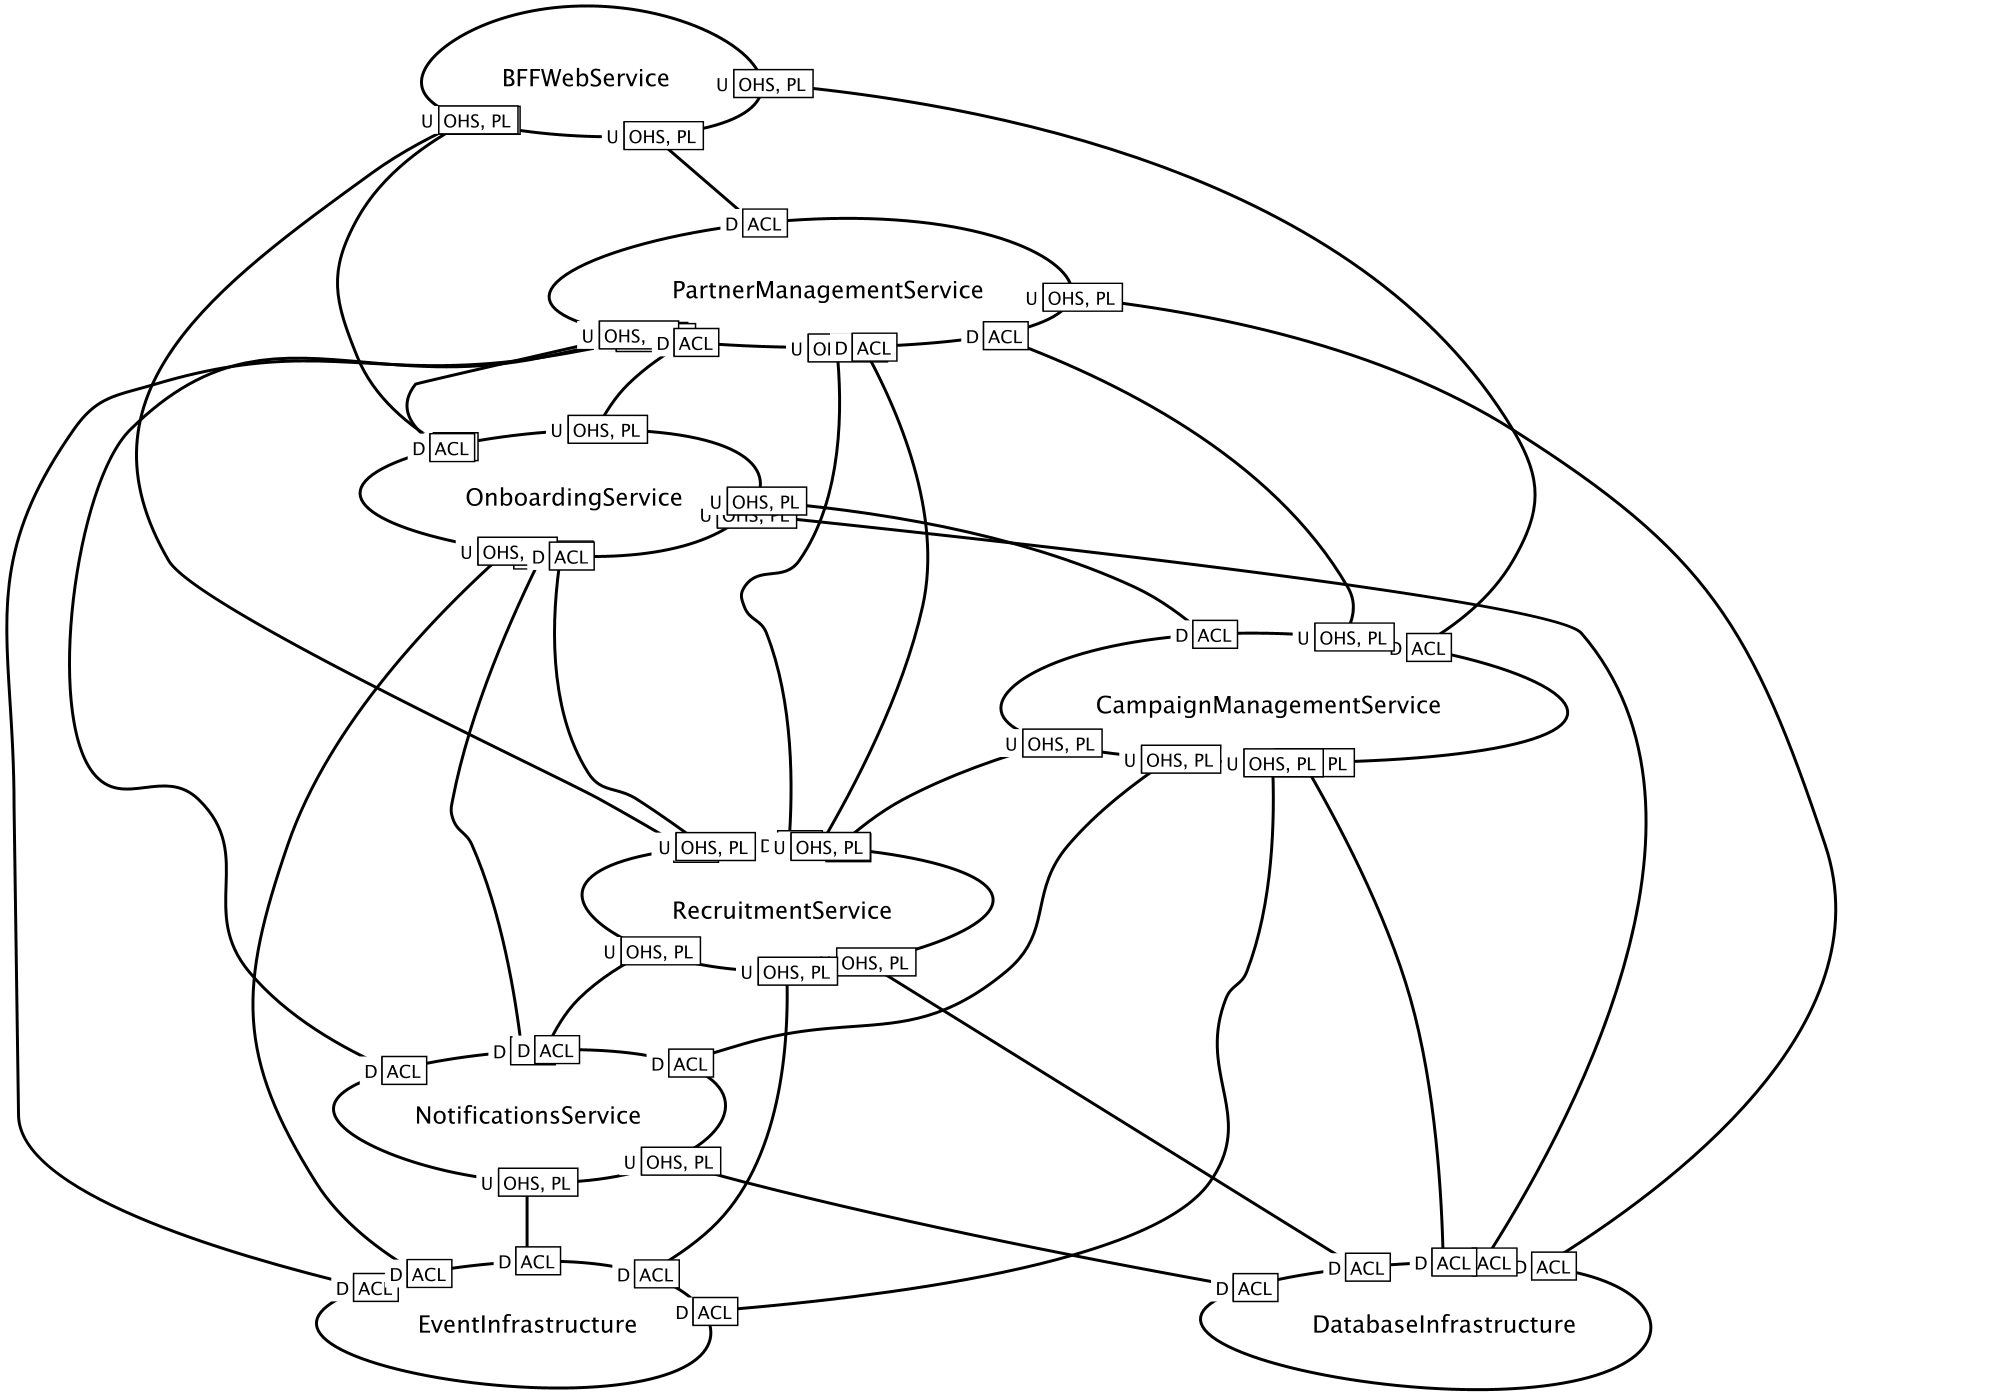 BFFWebService
U OHS, PL
U OHS, PL
U OHS, PL
D ACL
PartnerManagementService
U OHS, PL
U OHS,
D ACL
U
D ACL
D ACL
D ACL
U OHS, PL
OnboardingService
U OHS, PL
U OHS, PL
U OHS,
D ACL
D ACL
U OHS, PL
D ACL
CampaignManagementService
U OHS, PL
U OHS, PL
U OHS, PL
PL
U OHS, PL
D
U OHS, PL
RecruitmentService
U OHS, PL
U OHS, PL
OHS, PL
D ACL
D
D ACL
D ACL
NotificationsService
U OHS, PL
U OHS, PL
D ACL
D ACL
D ACL
D ACL
D ACL
EventInfrastructure
D ACL
D ACL
D ACL
ACL
D ACL
DatabaseInfrastructure